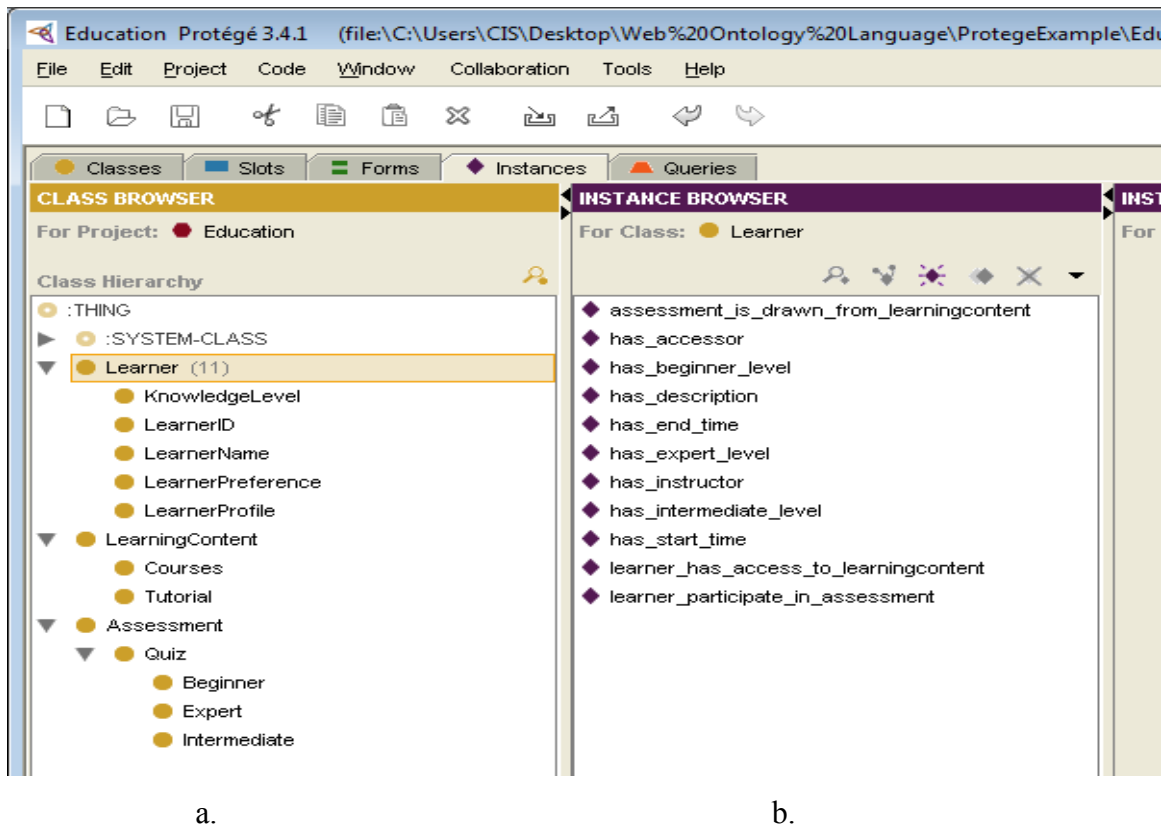 Education Protégé 3.4.1 (file:\C:\Users\CIS\Desktop\Web%20Ontology%20Language\ProtegeExample\Edu
File Edit Project Code Window Collaboration Tools Help
Classes Slots Forms Instances Queries
CLASS BROWSER
For Project: Education
Class Hierarchy
:THING
:SYSTEM-CLASS
Learner (11)
KnowledgeLevel
LearnerID
LearnerName
LearnerPreference
LearnerProfile
LearningContent
Courses
Tutorial
Assessment
Quiz
Beginner
Expert
Intermediate
INSTANCE BROWSER
For Class: Learner
assessment_is_drawn_from_learningcontent
has_accessor
has_beginner_level
has_description
has_end_time
has_expert_level
has_instructor
has_intermediate_level
has_start_time
learner_has_access_to_learningcontent
learner_participate_in_assessment
INST
For
a.
b.